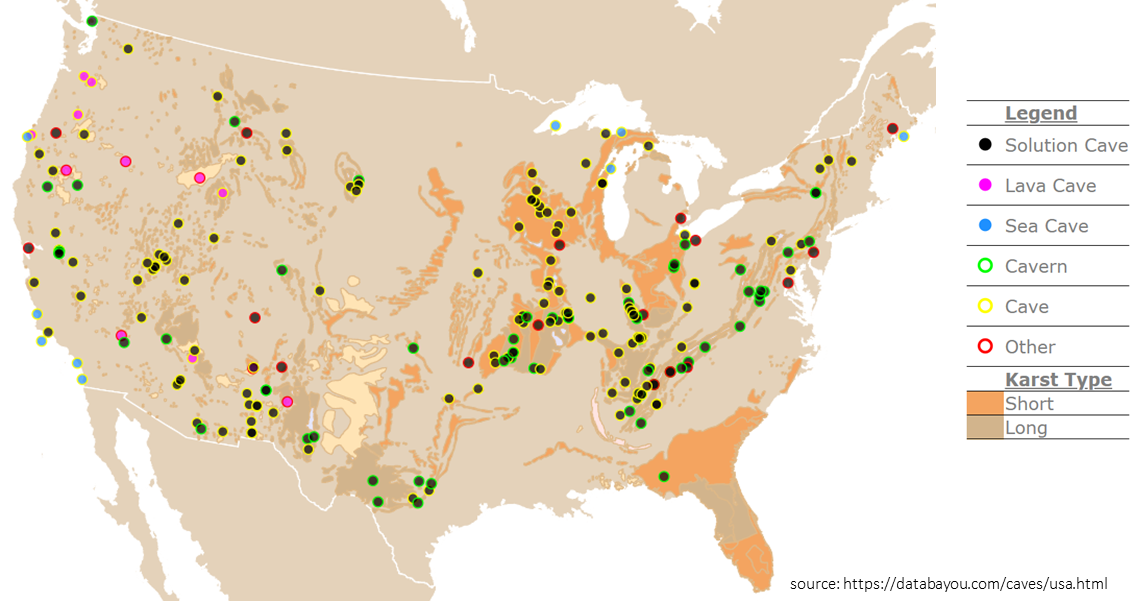 Legend
Solution Cave
Lava Cave
Sea Cave
Cavern
Cave
Other
Karst Type
Short
Long
source: https://databayou.com/caves/usa.html